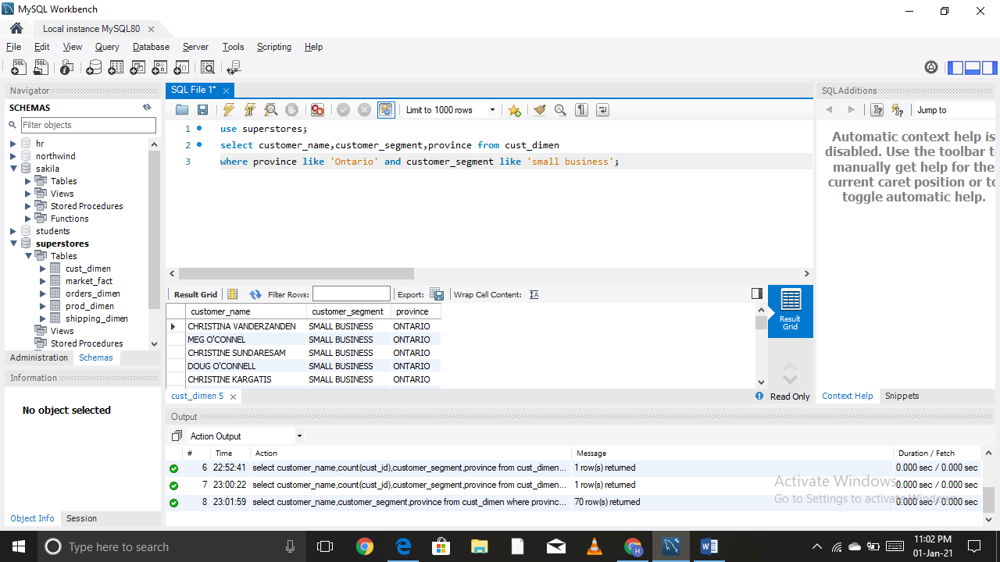 MySQL Workbench
Local instance MySQL80
File Edit View Query Database Server Tools Scripting Help
Navigator
SCHEMAS
Filter objects
hr
northwind
sakila
Tables
Views
Stored Procedures
Functions
students
superstores
Tables
cust_dimen
market_fact
orders_dimen
prod_dimen
shipping_dimen
Views
Stored Procedures
Administration Schemas
Information
No object selected
Object Info Session
SQL File 1*
Limit to 1000 rows
1 use superstores;
2 select customer_name,customer_segment,province from cust_dimen
3 where province like 'Ontario' and customer_segment like 'small business';
Result Grid Filter Rows: Export: Wrap Cell Content:
customer_name customer_segment province
CHRISTINA VANDERZANDEN SMALL BUSINESS ONTARIO
MEG O'CONNEL SMALL BUSINESS ONTARIO
CHRISTINE SUNDARESAM SMALL BUSINESS ONTARIO
DOUG O'CONNELL SMALL BUSINESS ONTARIO
CHRISTINE KARGATIS SMALL BUSINESS ONTARIO
Result
Grid
cust_dimen 5
Read Only
SQLAdditions
Jump to
Automatic context help is
disabled. Use the toolbar t
manually get help for the
current caret position or to
toggle automatic help.
Context Help Snippets
Output
Action Output
# Time Action Message Duration / Fetch
6 22:52:41 select customer_name,count(cust_id),customer_segment,province from cust_dimen... 1 row(s) returned 0.000 sec / 0.000 sec
7 23:00:22 select customer_name,count(cust_id),customer_segment,province from cust_dimen... 1 row(s) returned 0.000 sec / 0.000 sec
8 23:01:59 select customer_name,customer_segment,province from cust_dimen where provinc... 70 row(s) returned 0.000 sec / 0.000 sec
Activate Windows
Go to Settings to activate Windows.
Type here to search
11:02 PM
01-Jan-21